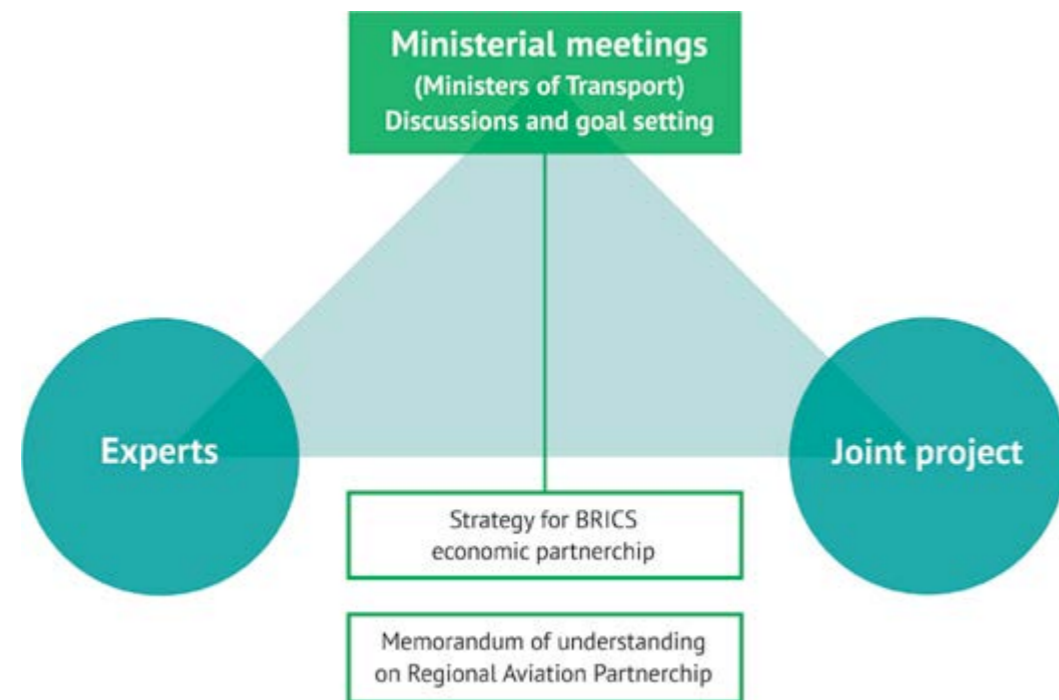 Ministerial meetings
(Ministers of Transport)
Discussions and goal setting
Experts
Joint project
Strategy for BRICS
economic partnerchip
Memorandum of understanding
on Regional Aviation Partnerchip